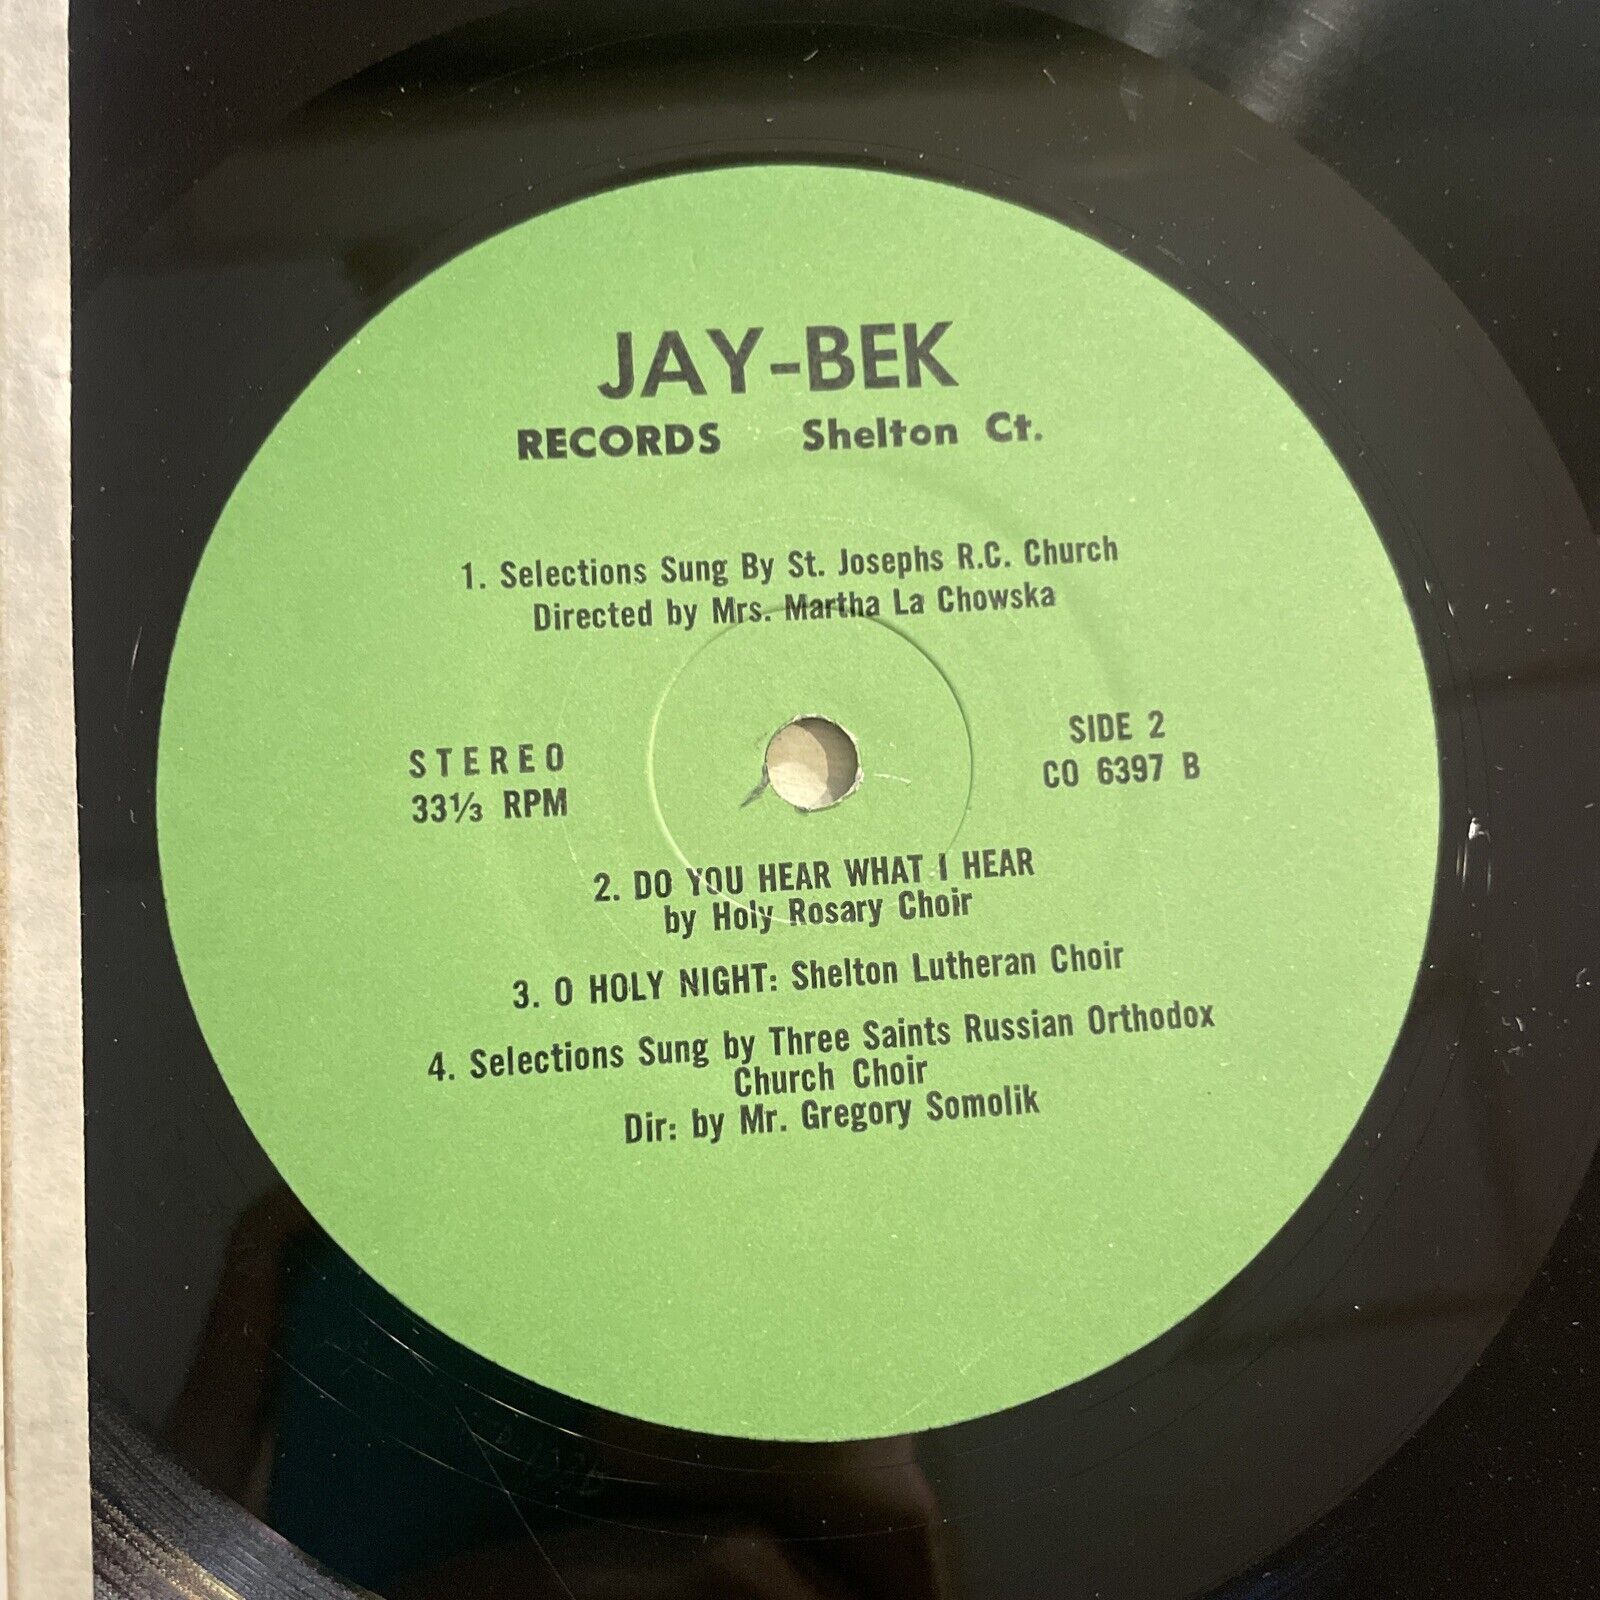 JAY-BEK
RECORDS Shelton Ct.
1. Selections Sung By St. Josephs R.C. Church
Directed by Mrs. Martha La Chowska
STEREO
33⅓ RPM
SIDE 2
CO 6397 B
2. DO YOU HEAR WHAT I HEAR
by Holy Rosary Choir
3. O HOLY NIGHT: Shelton Lutheran Choir
4. Selections Sung by Three Saints Russian Orthodox
Church Choir
Dir: by Mr. Gregory Somolik